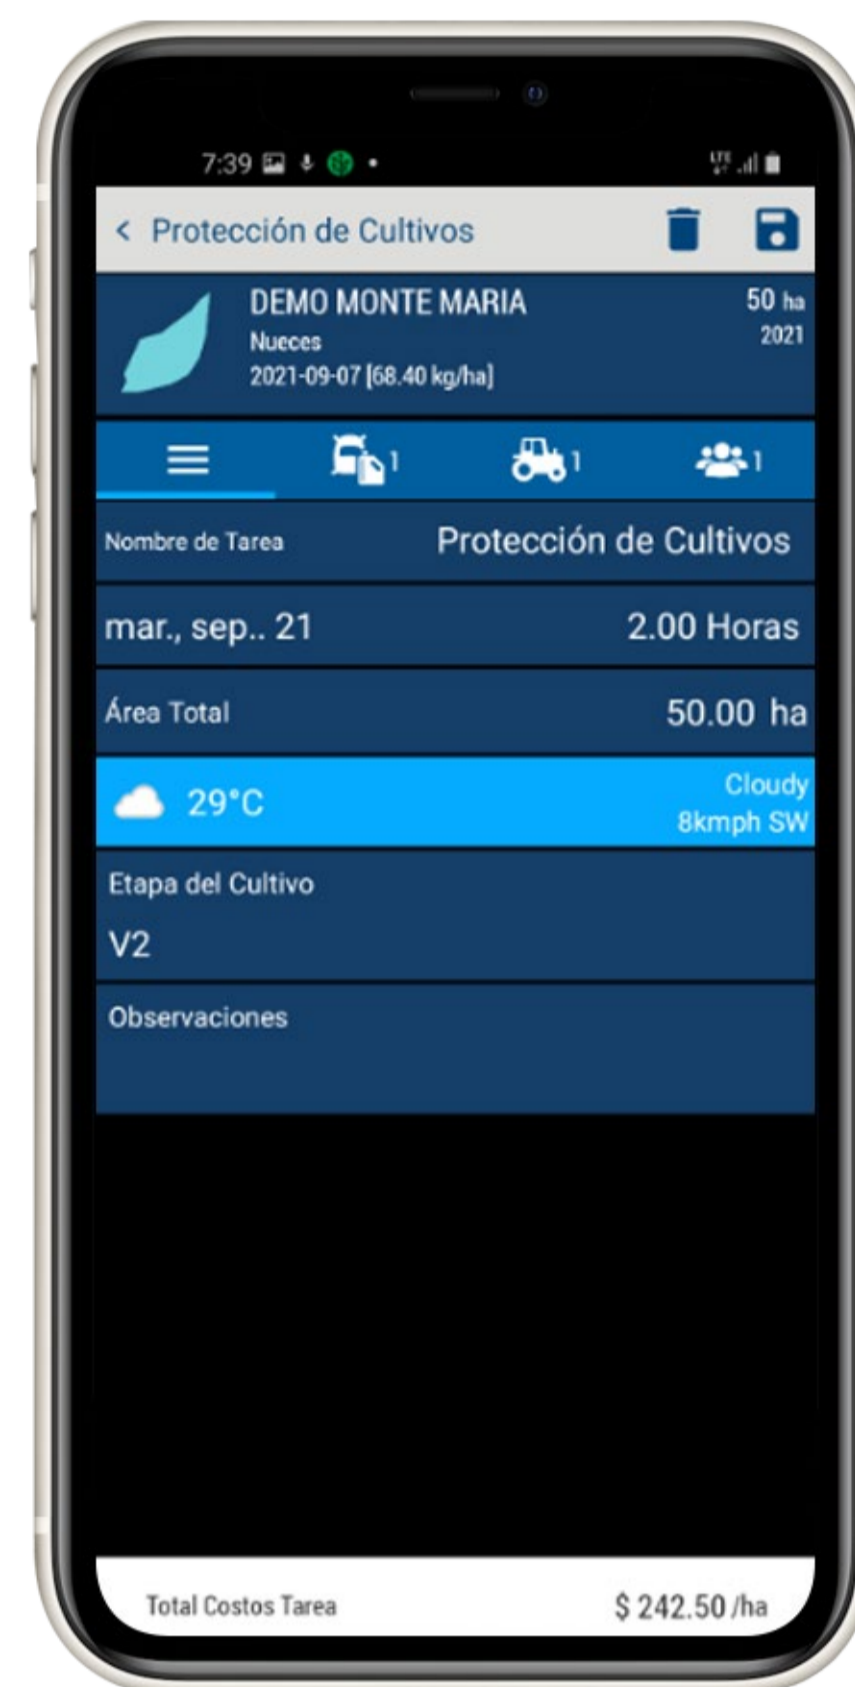 7:39
LTE
< Protección de Cultivos
DEMO MONTE MARIA
50 ha
Nueces
2021
2021-09-07 [68.40 kg/ha]
1
1
1
Nombre de Tarea
Protección de Cultivos
mar., sep.. 21
2.00 Horas
Área Total
50.00 ha
29°C
Cloudy
8kmph SW
Etapa del Cultivo
V2
Observaciones
Total Costos Tarea
$ 242.50 /ha